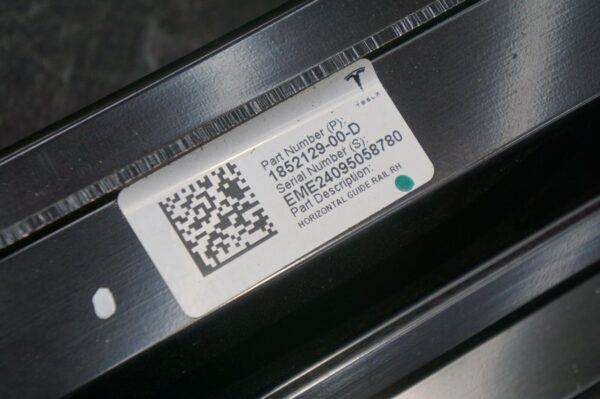 TESLA
Part Number (P):
1852129-00-D
Serial Number (S):
EME24095058780
Part Description:
HORIZONTAL GUIDE RAIL RH